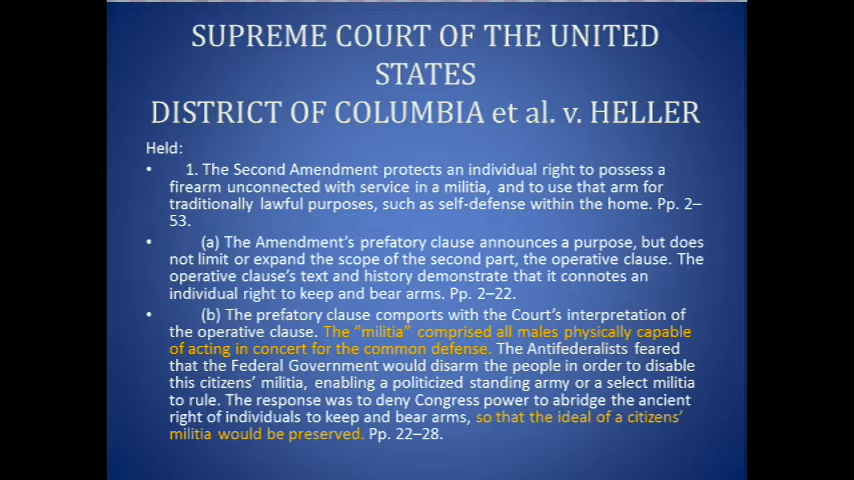 SUPREME COURT OF THE UNITED
STATES
DISTRICT OF COLUMBIA et al. v. HELLER
Held:
• 1. The Second Amendment protects an individual right to possess a
firearm unconnected with service in a militia, and to use that arm for
traditionally lawful purposes, such as self-defense within the home. Pp. 2–
53.
• (a) The Amendment's prefatory clause announces a purpose, but does
not limit or expand the scope of the second part, the operative clause. The
operative clause's text and history demonstrate that it connotes an
individual right to keep and bear arms. Pp. 2–22.
• (b) The prefatory clause comports with the Court's interpretation of
the operative clause. The “militia” comprised all males physically capable
of acting in concert for the common defense. The Antifederalists feared
that the Federal Government would disarm the people in order to disable
this citizens' militia, enabling a politicized standing army or a select militia
to rule. The response was to deny Congress power to abridge the ancient
right of individuals to keep and bear arms, so that the ideal of a citizens'
militia would be preserved. Pp. 22–28.